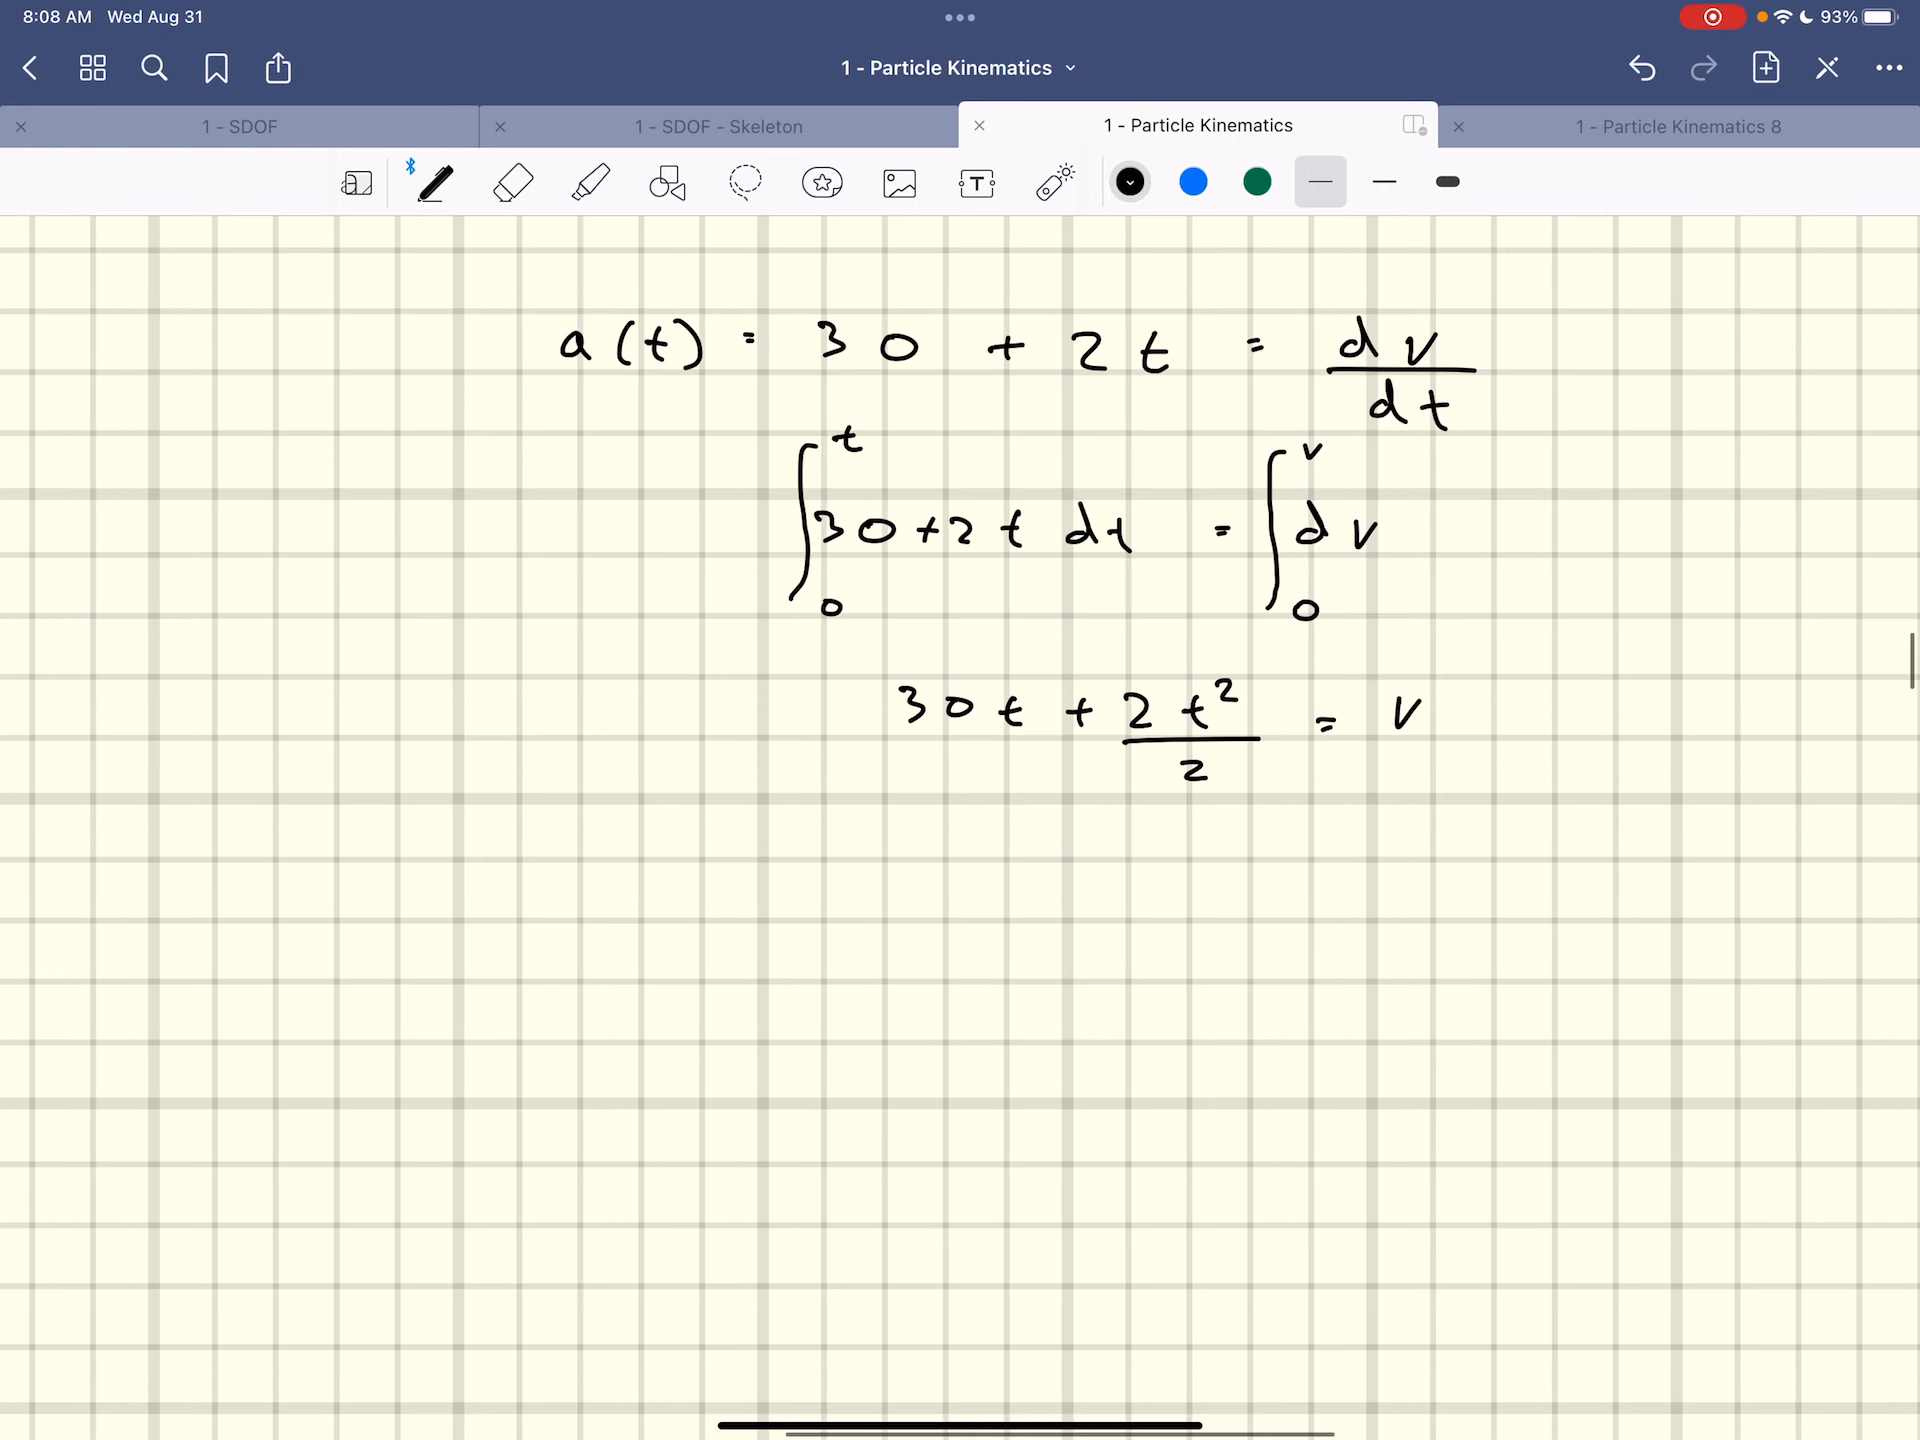 8:08 AM Wed Aug 31 93%
1 - Particle Kinematics
1 - SDOF 1 - SDOF - Skeleton 1 - Particle Kinematics 1 - Particle Kinematics 8
T
a(t) = 30 + 2t = dv/dt
∫₀ᵗ 30+2t dt = ∫₀ᵛ dv
30t + 2t²/2 = v